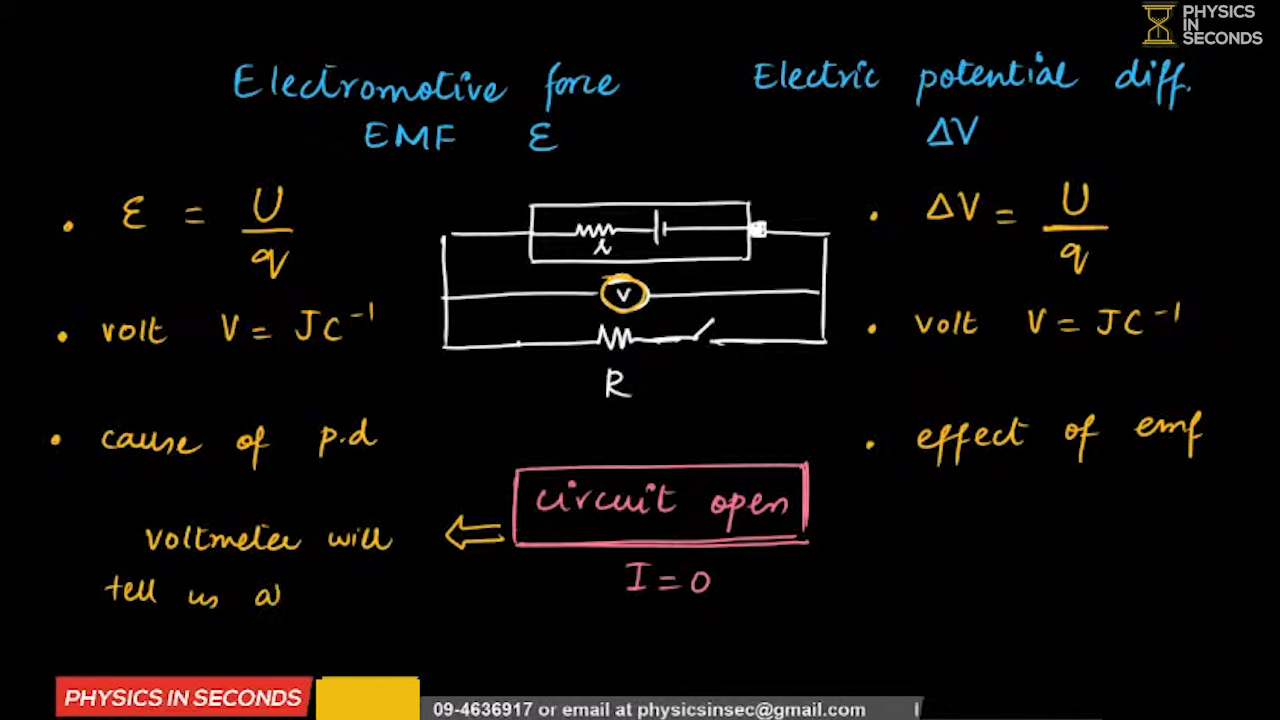 PHYSICS
IN
SECONDS
Electromotive force
EMF ε
Electric potential diff.
ΔV
• ε = U/q
• volt V = JC⁻¹
• cause of p.d
voltmeter will
tell us a
r
V
R
circuit open
I = 0
• ΔV = U/q
• volt V = JC⁻¹
• effect of emf
PHYSICS IN SECONDS
09-4636917 or email at physicsinsec@gmail.com